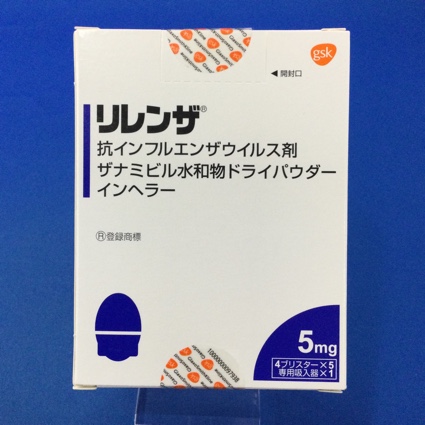 gsk
◀ 開封口
リレンザ®
抗インフルエンザウイルス剤
ザナミビル水和物ドライパウダー
インヘラー
Ⓡ登録商標
5mg
4ブリスター×5
専用吸入器×1